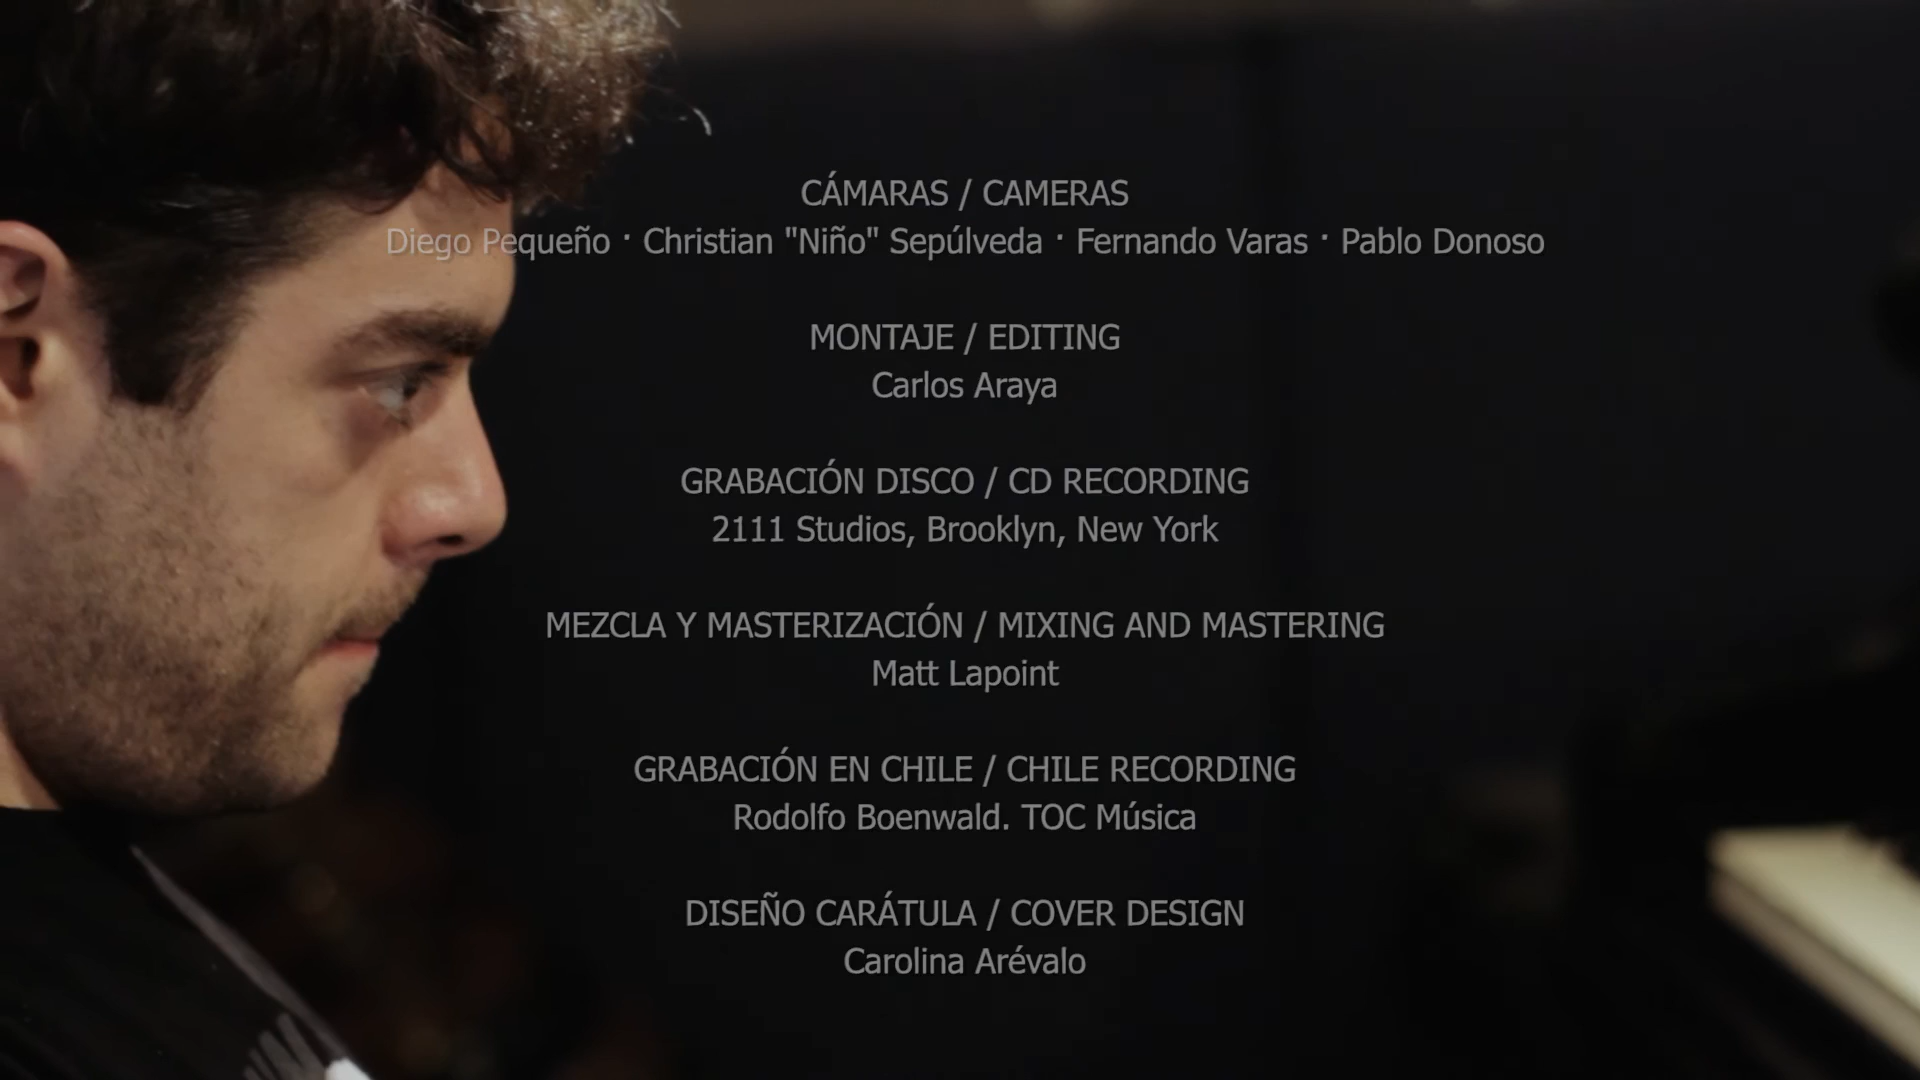 CÁMARAS / CAMERAS
Diego Pequeño · Christian "Niño" Sepúlveda · Fernando Varas · Pablo Donoso
MONTAJE / EDITING
Carlos Araya
GRABACIÓN DISCO / CD RECORDING
2111 Studios, Brooklyn, New York
MEZCLA Y MASTERIZACIÓN / MIXING AND MASTERING
Matt Lapoint
GRABACIÓN EN CHILE / CHILE RECORDING
Rodolfo Boenwald. TOC Música
DISEÑO CARÁTULA / COVER DESIGN
Carolina Arévalo